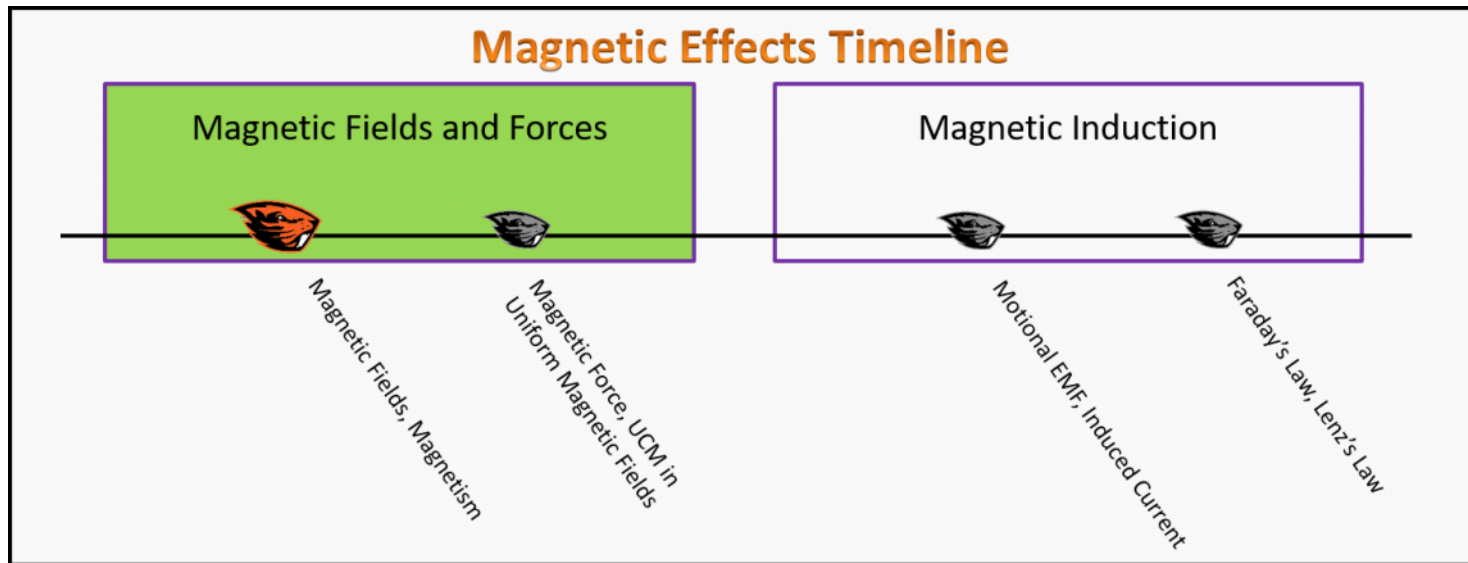 Magnetic Effects Timeline
Magnetic Fields and Forces
Magnetic Induction
Magnetic Fields, Magnetism
Magnetic Force, UCM in
Uniform Magnetic Fields
Motional EMF, Induced Current
Faraday’s Law, Lenz’s Law